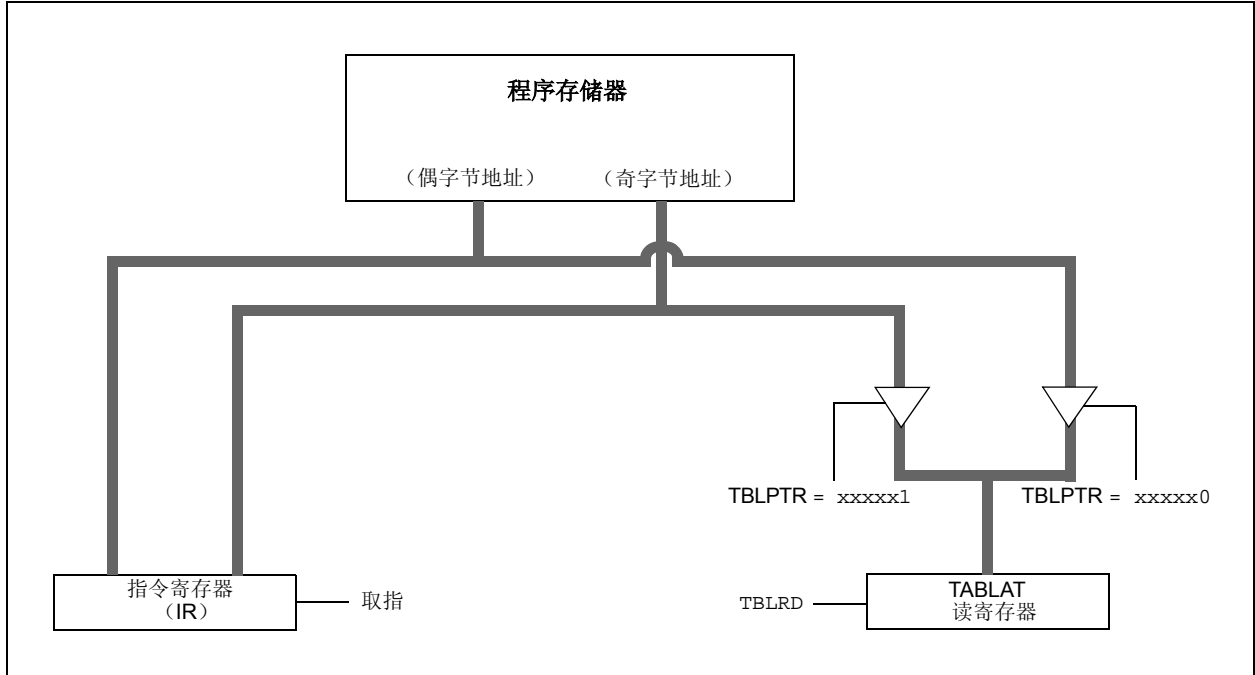 程序存储器
（偶字节地址） （奇字节地址）
TBLPTR = xxxxx1
TBLPTR = xxxxx0
指令寄存器
（IR）
取指
TBLRD
TABLAT
读寄存器